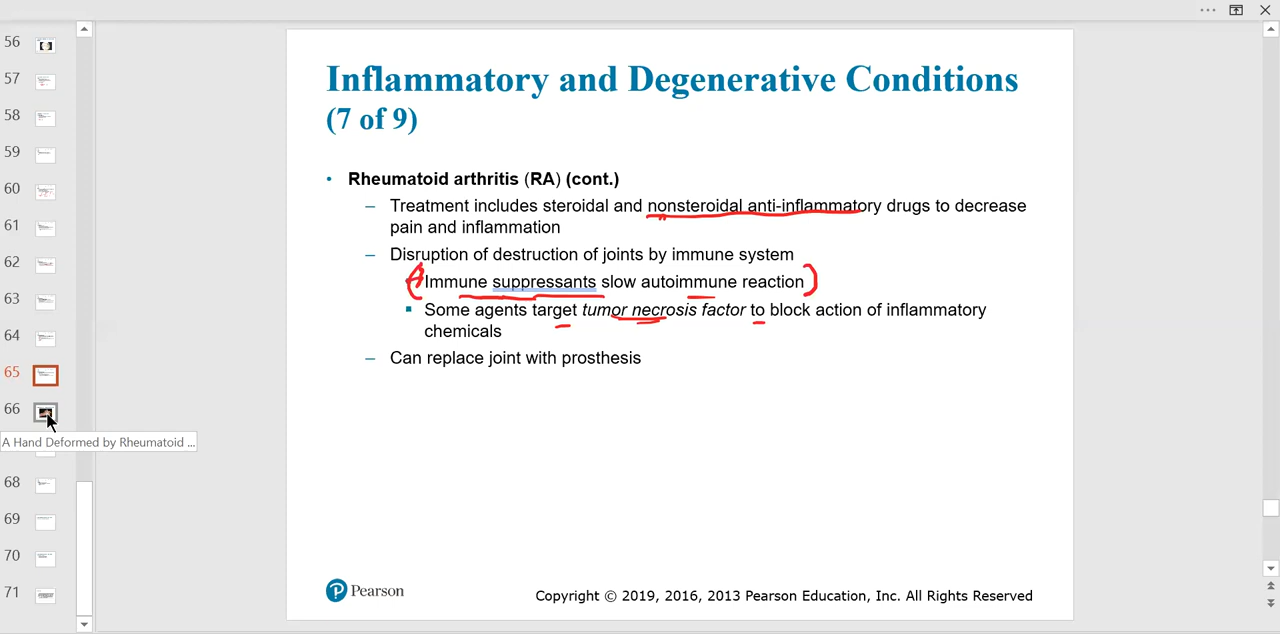 56
57
58
59
60
61
62
63
64
65
66
A Hand Deformed by Rheumatoid ...
68
69
70
71
Inflammatory and Degenerative Conditions
(7 of 9)
• Rheumatoid arthritis (RA) (cont.)
– Treatment includes steroidal and nonsteroidal anti-inflammatory drugs to decrease
pain and inflammation
– Disruption of destruction of joints by immune system
Immune suppressants slow autoimmune reaction
▪ Some agents target tumor necrosis factor to block action of inflammatory
chemicals
– Can replace joint with prosthesis
P Pearson
Copyright © 2019, 2016, 2013 Pearson Education, Inc. All Rights Reserved